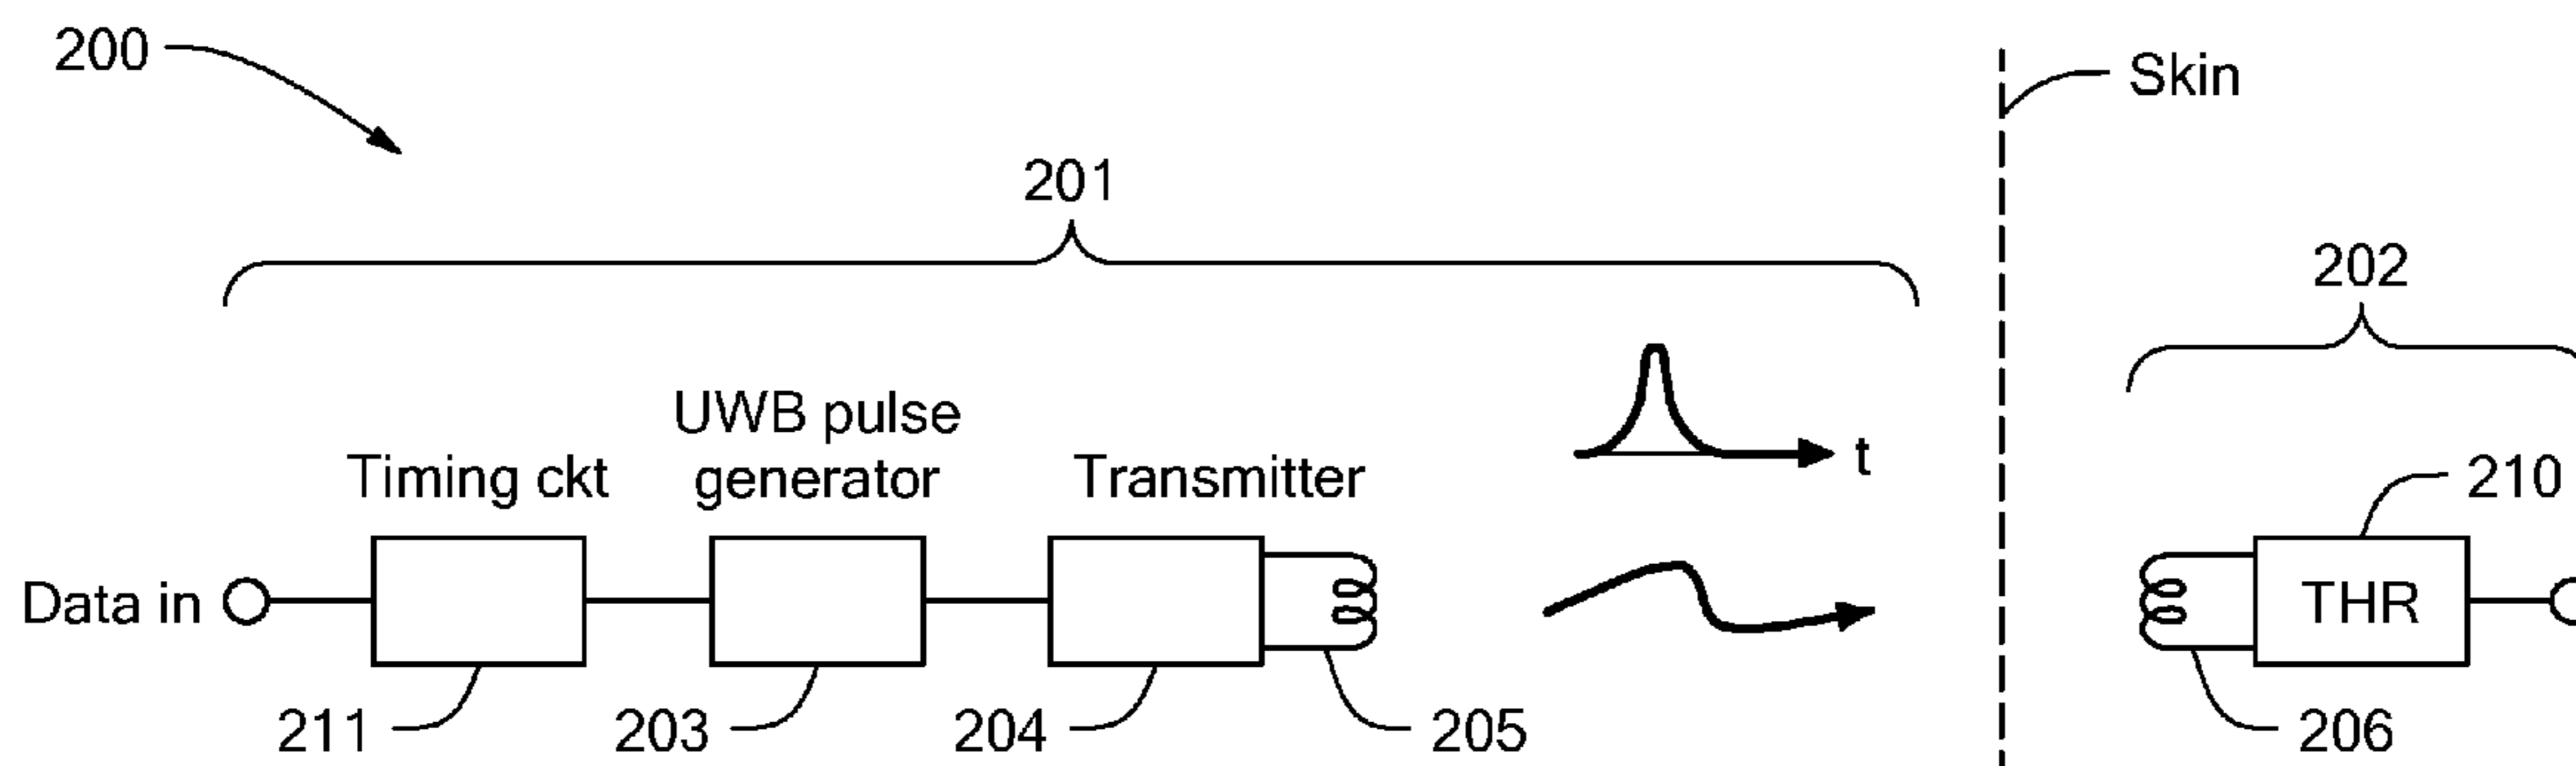 200
Skin
201
202
UWB pulse
generator
Timing ckt
Transmitter
t
210
Data in
THR
211
203
204
205
206